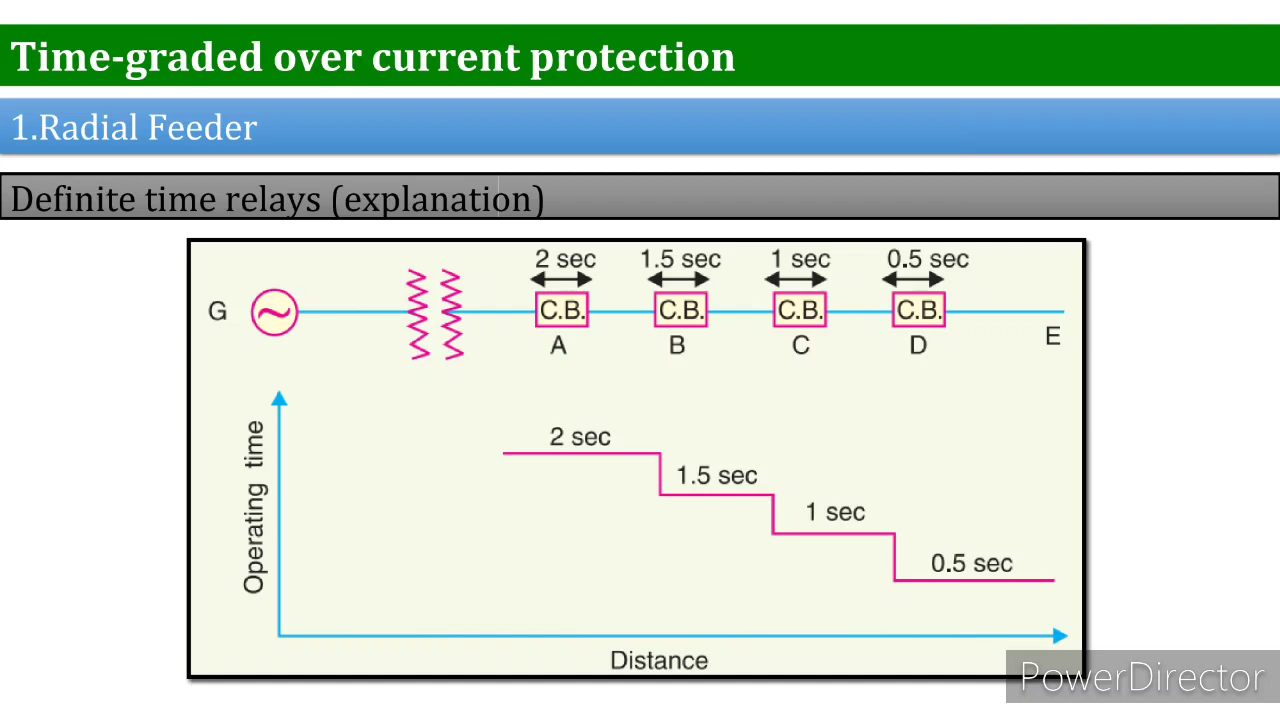 Time-graded over current protection
1.Radial Feeder
Definite time relays (explanation)
2 sec 1.5 sec 1 sec 0.5 sec
G C.B. C.B. C.B. C.B.
A B C D E
Operating time
2 sec
1.5 sec
1 sec
0.5 sec
Distance
PowerDirector